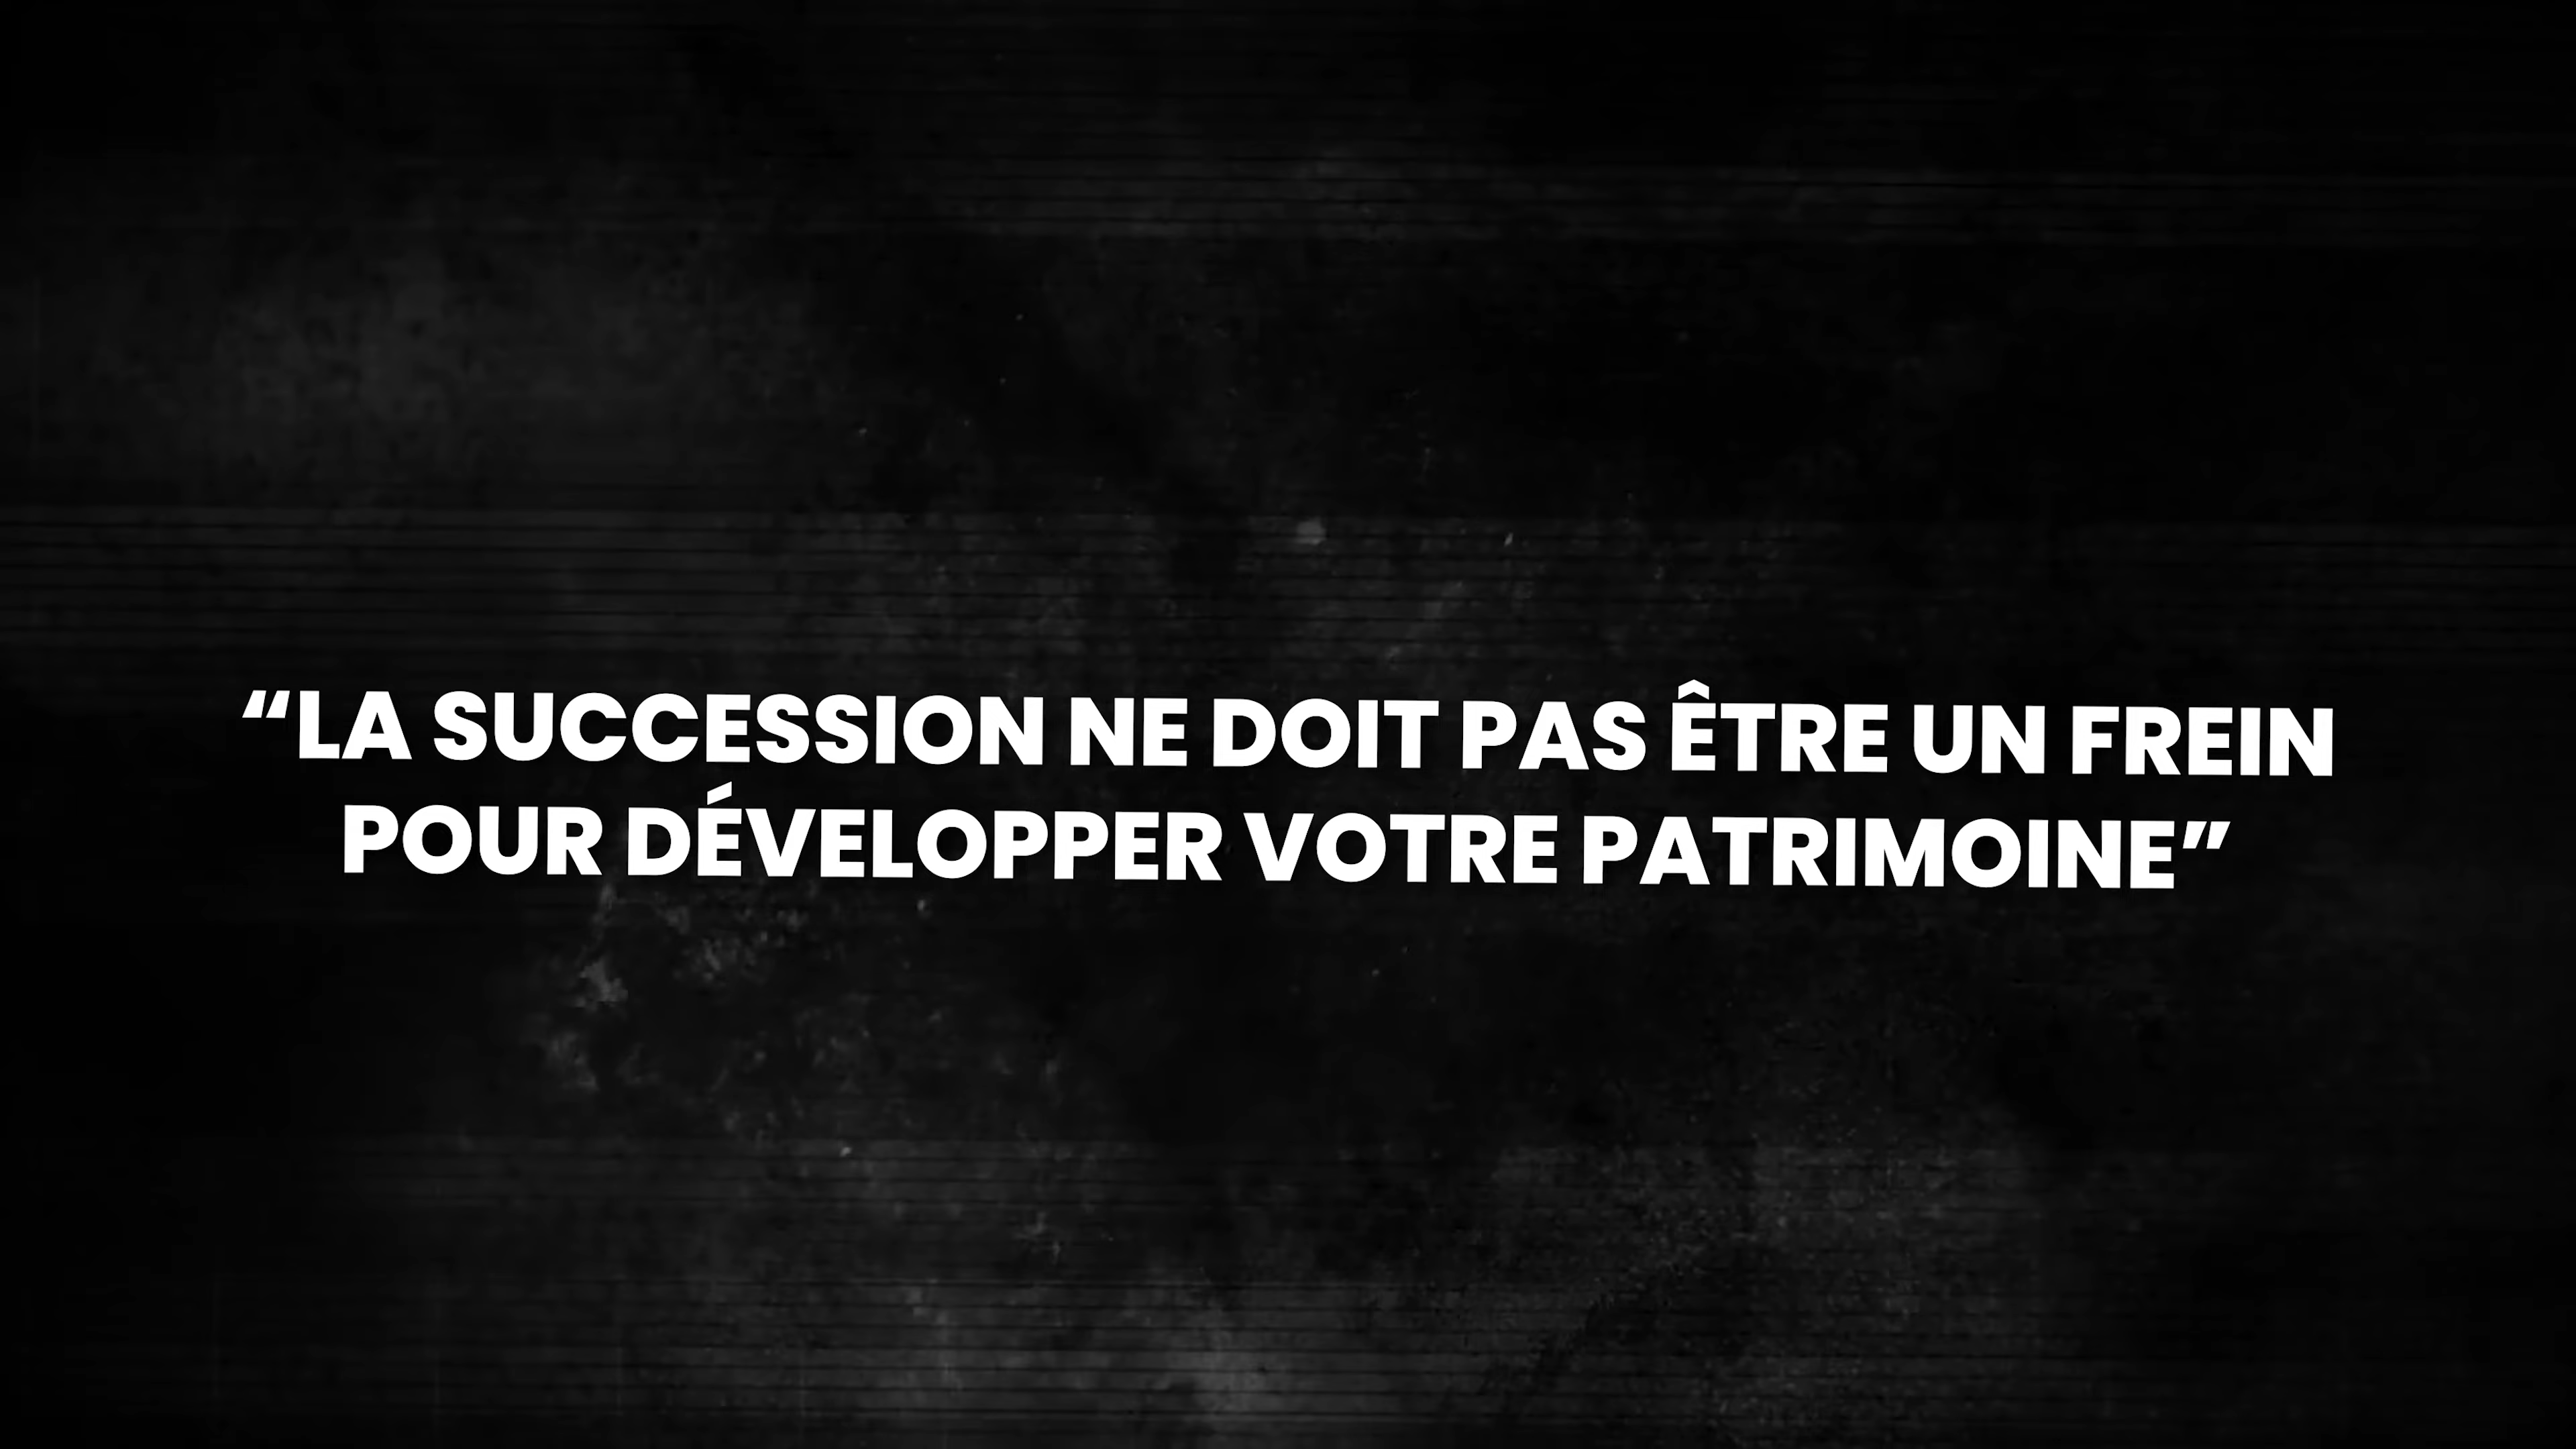 “LA SUCCESSION NE DOIT PAS ÊTRE UN FREIN
POUR DÉVELOPPER VOTRE PATRIMOINE”